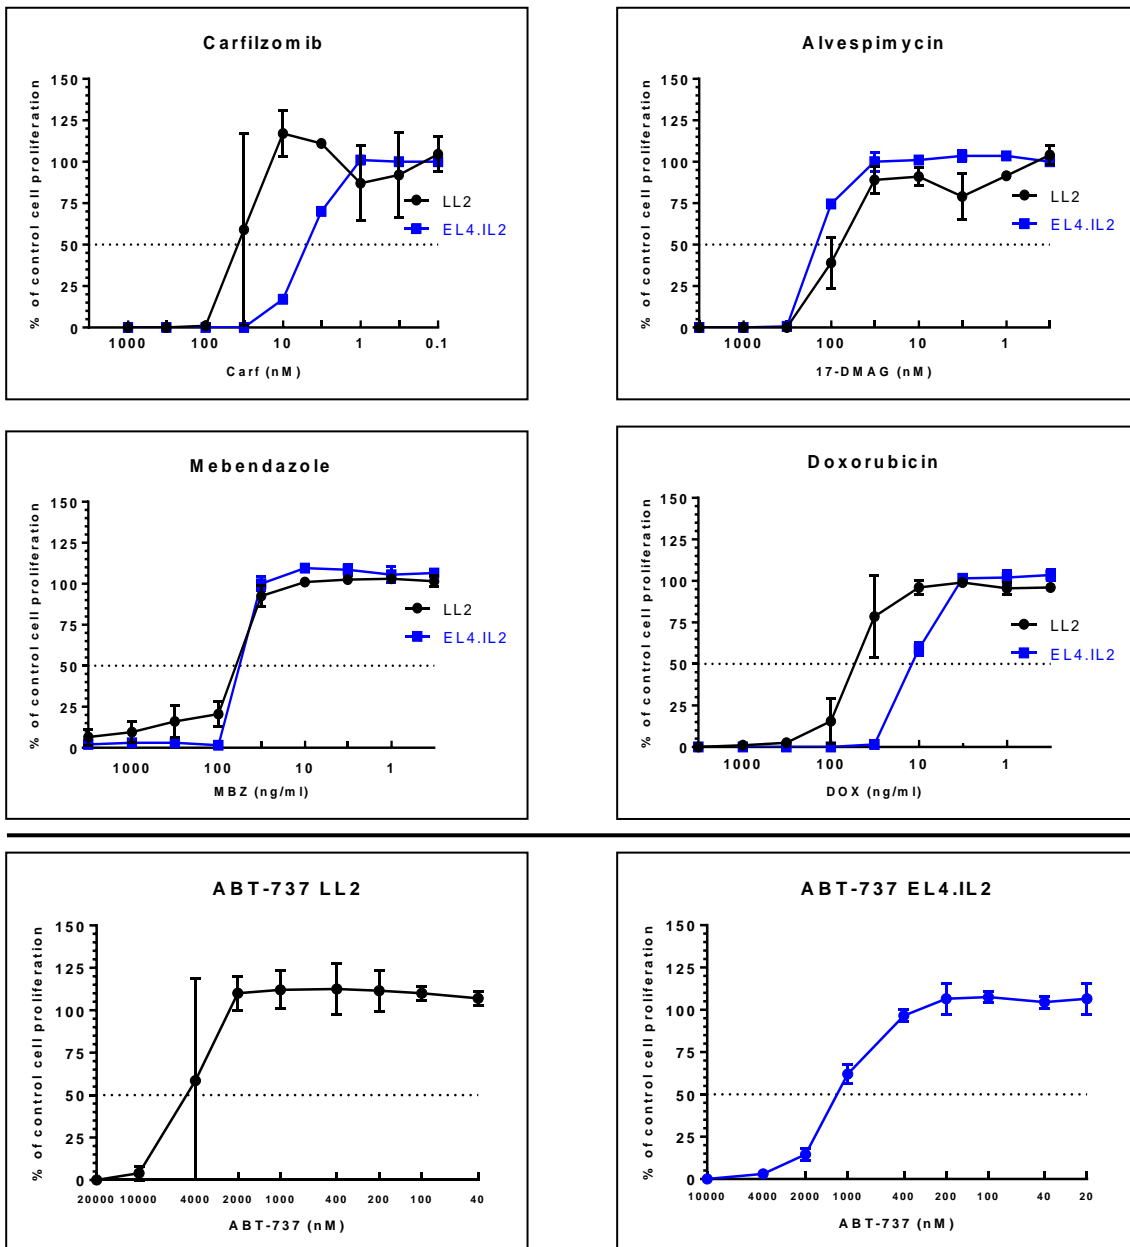 Carfilzomib
% of control cell proliferation
150
125
100
75
50
25
0
1000 100 10 1 0.1
Carf (nM)
LL2
EL4.IL2
Alvespimycin
% of control cell proliferation
150
125
100
75
50
25
0
1000 100 10 1
17-DMAG (nM)
LL2
EL4.IL2
Mebendazole
% of control cell proliferation
150
125
100
75
50
25
0
1000 100 10 1
MBZ (ng/ml)
LL2
EL4.IL2
Doxorubicin
% of control cell proliferation
150
125
100
75
50
25
0
1000 100 10 1
DOX (ng/ml)
LL2
EL4.IL2
ABT-737 LL2
% of control cell proliferation
150
125
100
75
50
25
0
20000 10000 4000 2000 1000 400 200 100 40
ABT-737 (nM)
ABT-737 EL4.IL2
% of control cell proliferation
150
125
100
75
50
25
0
10000 4000 2000 1000 400 200 100 40 20
ABT-737 (nM)